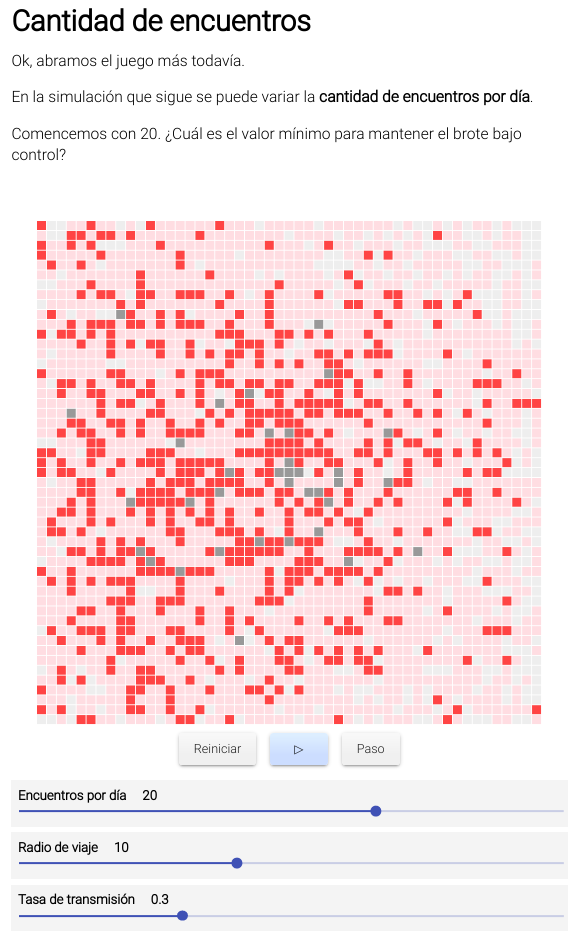 Cantidad de encuentros
Ok, abramos el juego más todavía.
En la simulación que sigue se puede variar la cantidad de encuentros por día.
Comencemos con 20. ¿Cuál es el valor mínimo para mantener el brote bajo
control?
Reiniciar ▷ Paso
Encuentros por día 20
Radio de viaje 10
Tasa de transmisión 0.3